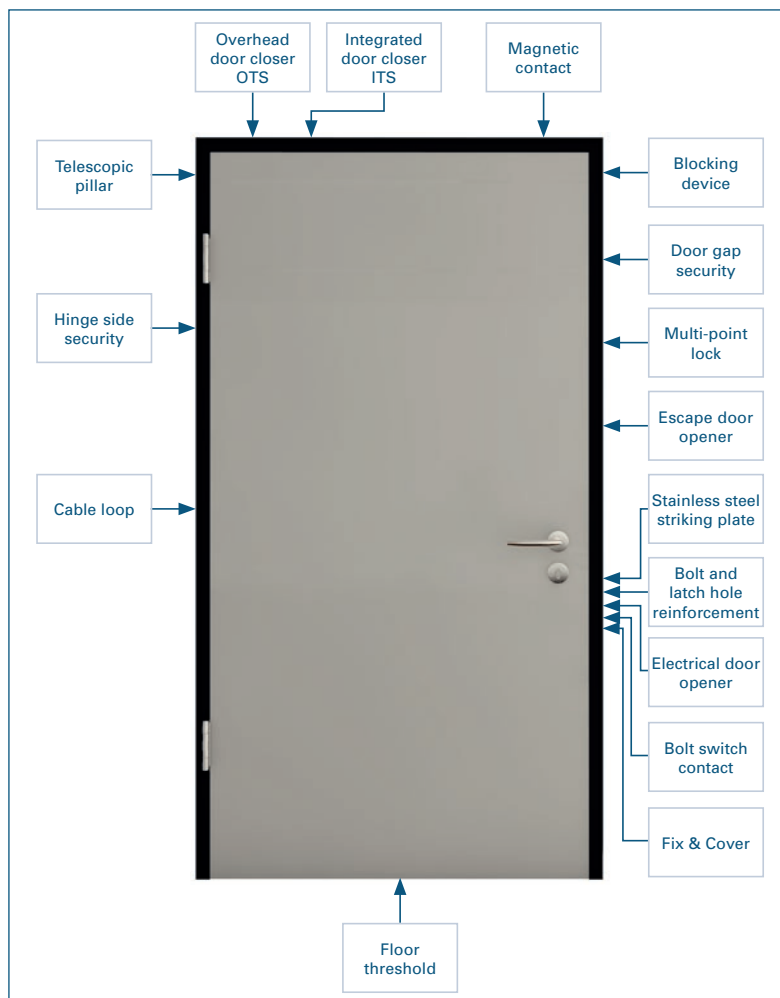 Overhead
door closer
OTS
Integrated
door closer
ITS
Magnetic
contact
Telescopic
pillar
Blocking
device
Door gap
security
Hinge side
security
Multi-point
lock
Escape door
opener
Cable loop
Stainless steel
striking plate
Bolt and
latch hole
reinforcement
Electrical door
opener
Bolt switch
contact
Fix & Cover
Floor
threshold